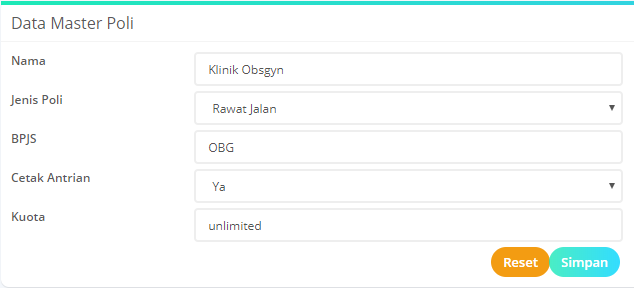 Data Master Poli
Nama Klinik Obsgyn
Jenis Poli Rawat Jalan
BPJS OBG
Cetak Antrian Ya
Kuota unlimited
Reset Simpan